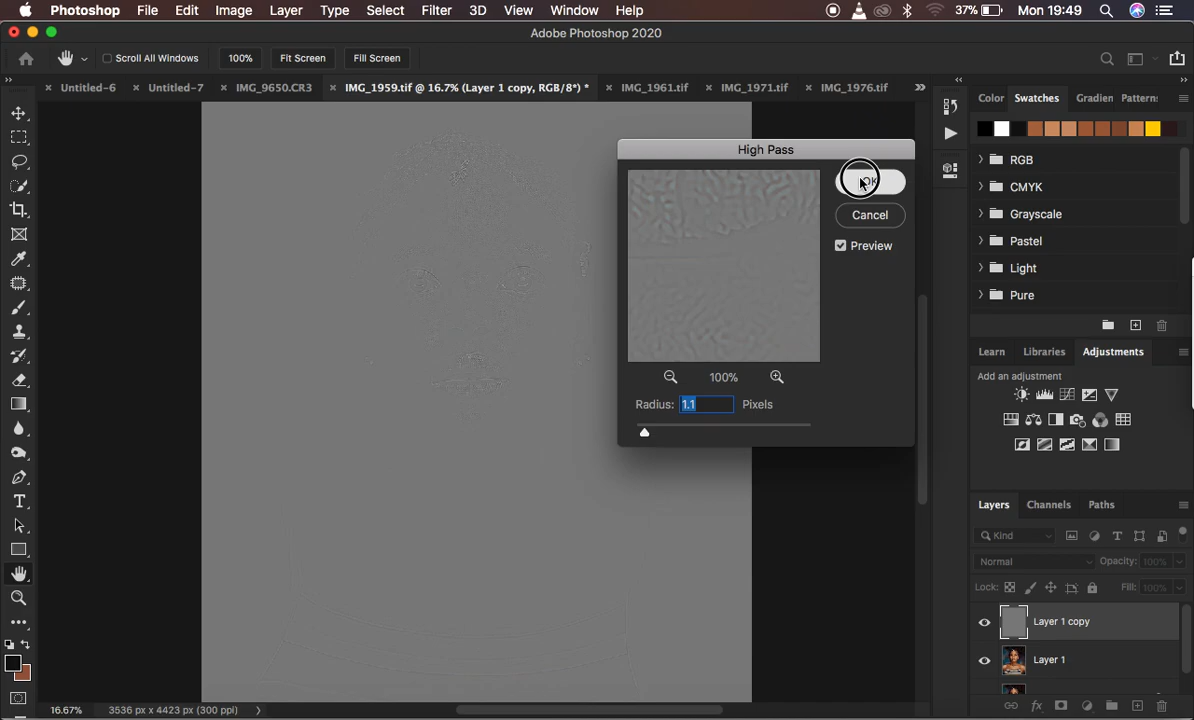 Photoshop File Edit Image Layer Type Select Filter 3D View Window Help 37% Mon 19:49
Adobe Photoshop 2020
Scroll All Windows 100% Fit Screen Fill Screen
Untitled-6 Untitled-7 IMG_9650.CR3 IMG_1959.tif @ 16.7% (Layer 1 copy, RGB/8*) * IMG_1961.tif IMG_1971.tif IMG_1976.tif
Color Swatches Gradien Pattern:
High Pass
OK
Cancel
Preview
100%
Radius: 1.1 Pixels
RGB
CMYK
Grayscale
Pastel
Light
Pure
Learn Libraries Adjustments
Add an adjustment
Layers Channels Paths
Kind
Normal Opacity: 100%
Lock: Fill: 100%
Layer 1 copy
Layer 1
16.67% 3536 px x 4423 px (300 ppi)